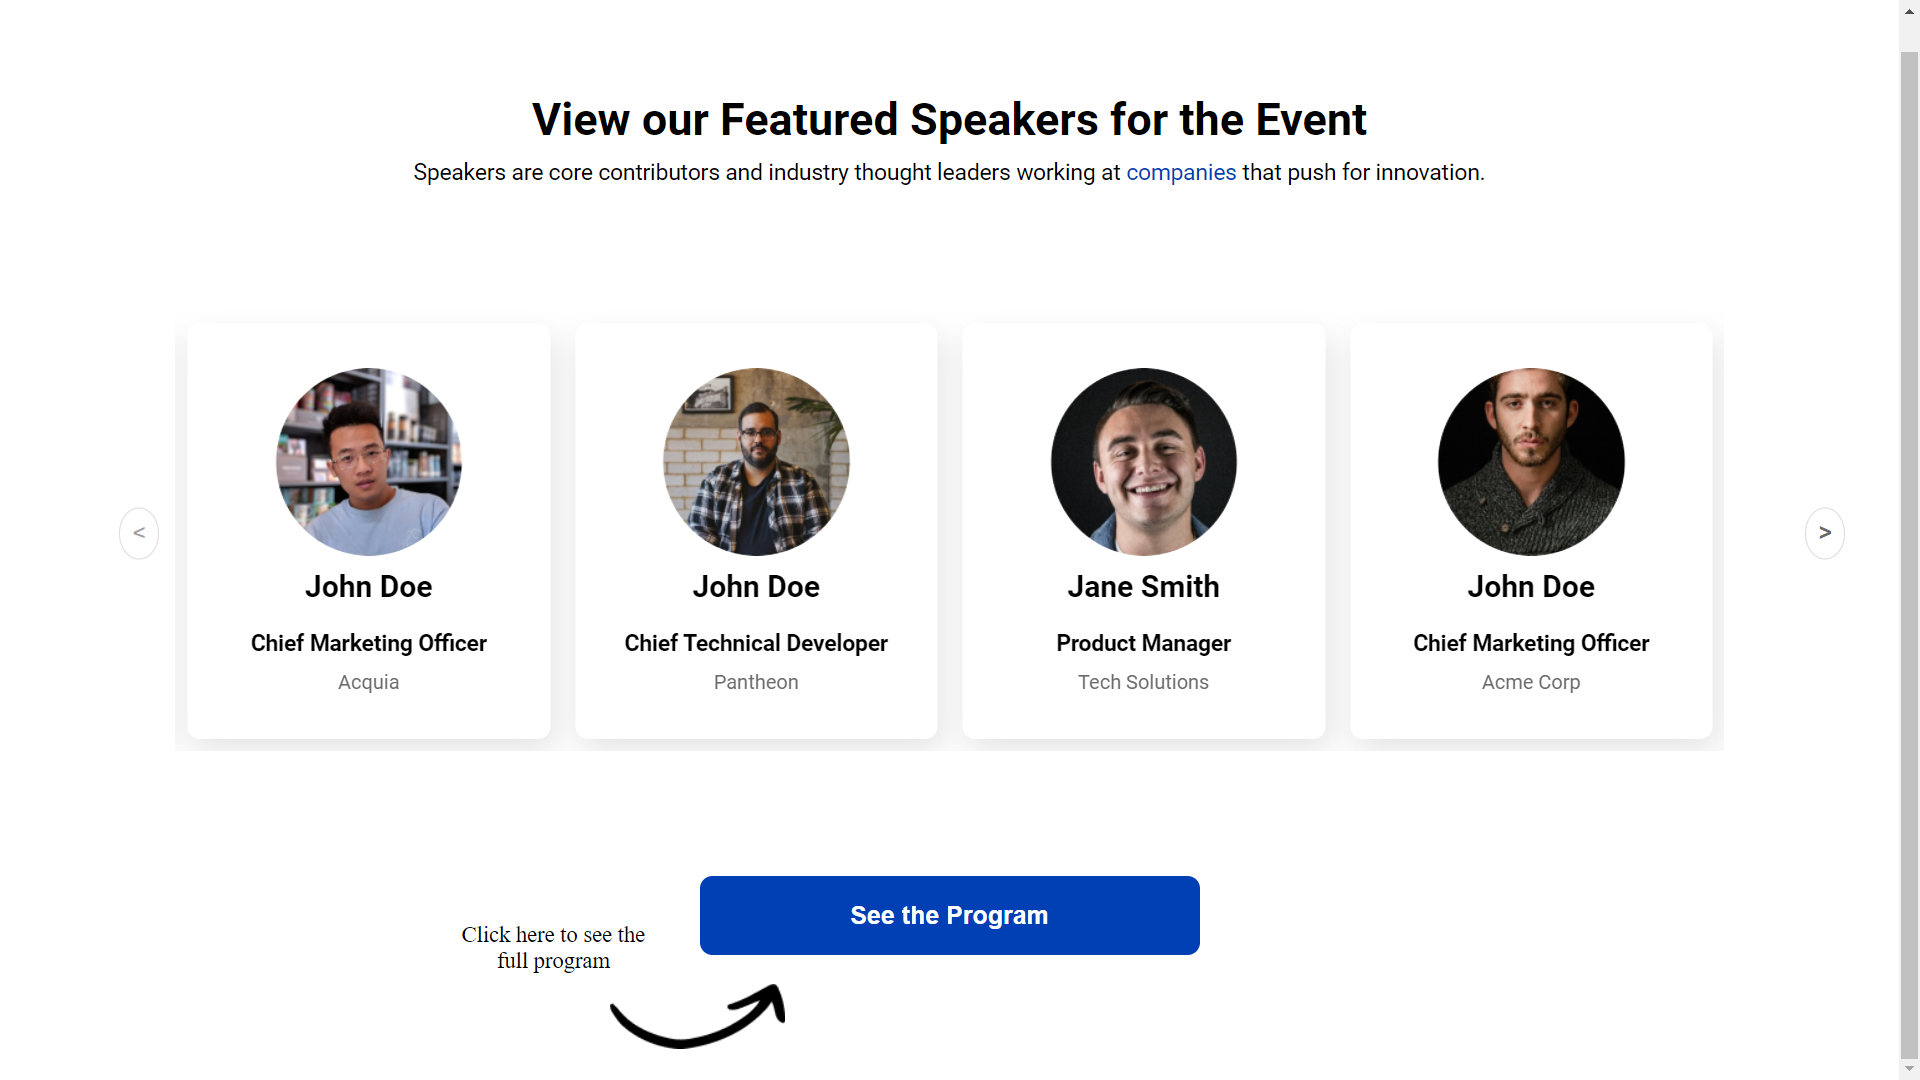 View our Featured Speakers for the Event
Speakers are core contributors and industry thought leaders working at companies that push for innovation.
<
John Doe
Chief Marketing Officer
Acquia
John Doe
Chief Technical Developer
Pantheon
Jane Smith
Product Manager
Tech Solutions
John Doe
Chief Marketing Officer
Acme Corp
>
See the Program
Click here to see the
full program